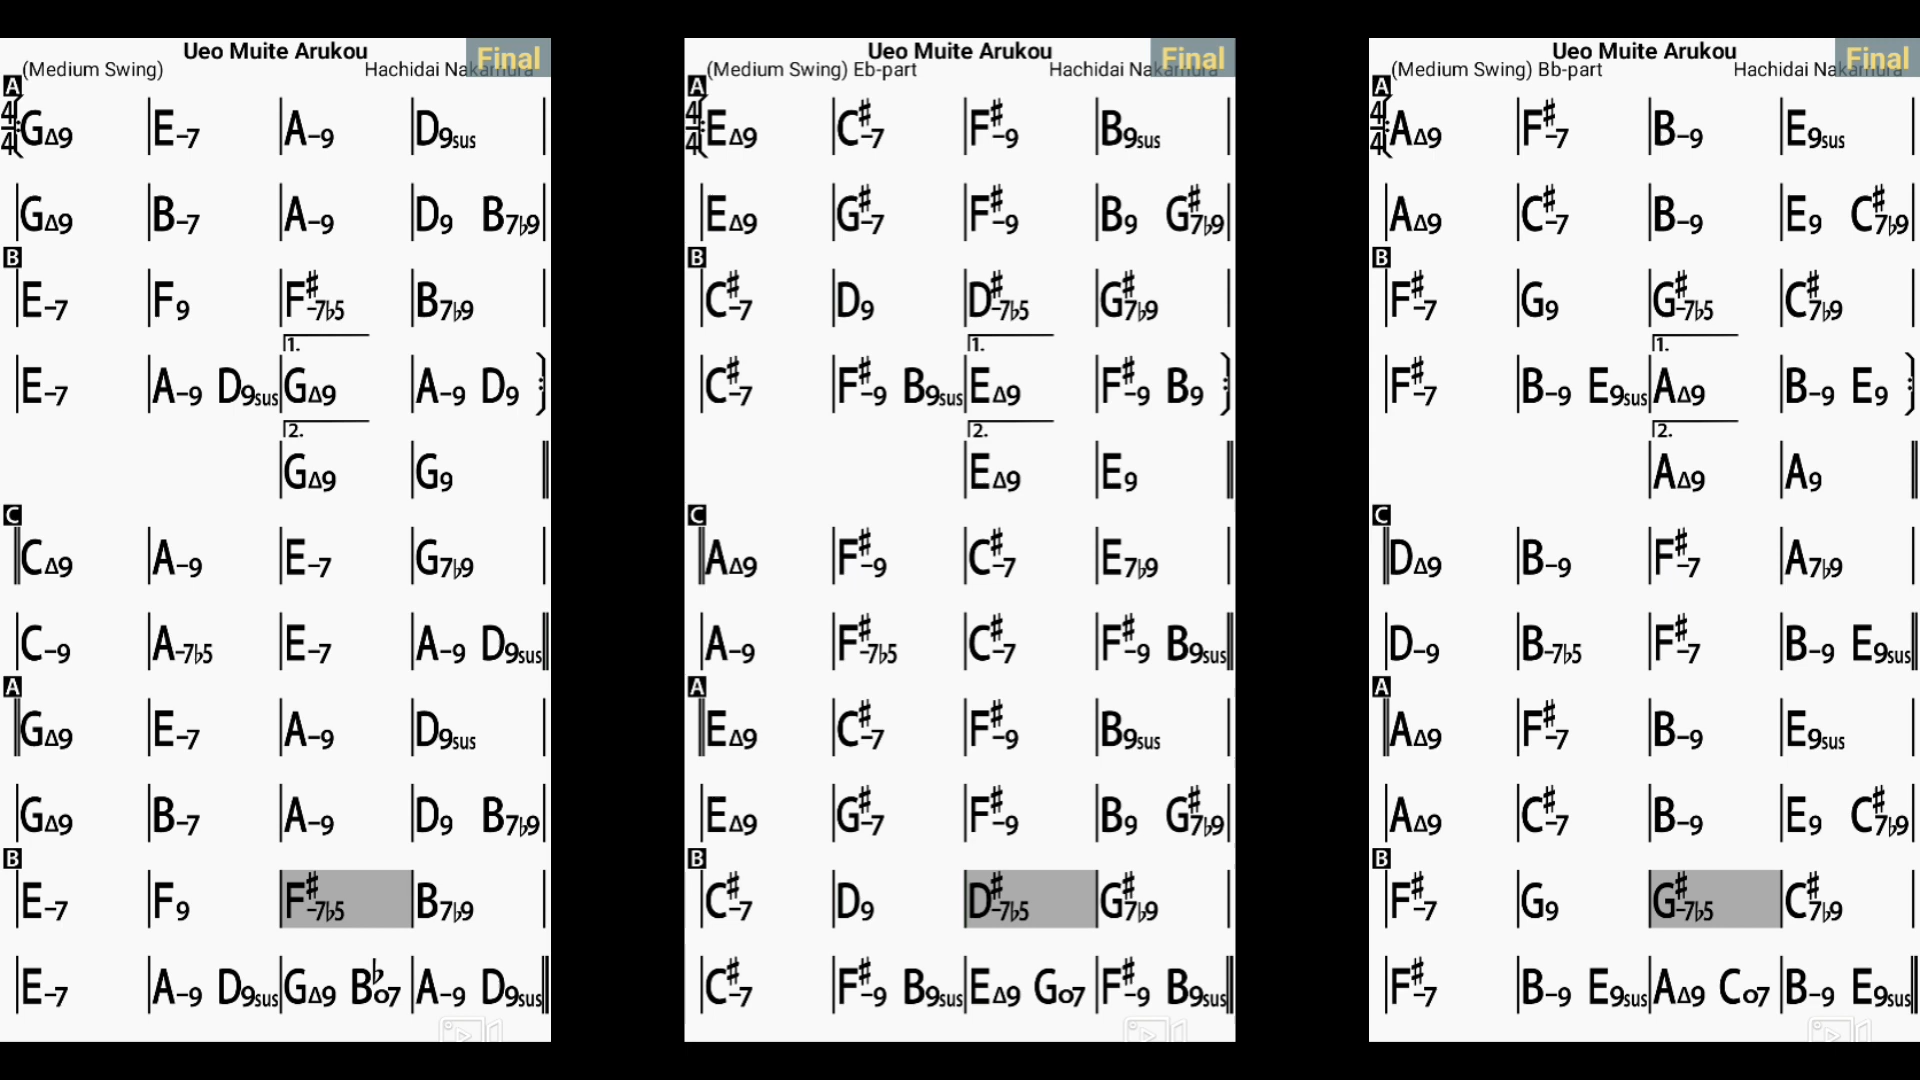 Ueo Muite Arukou
Final
(Medium Swing) Hachidai Nakamura
A
4/4 GΔ9 E-7 A-9 D9sus
GΔ9 B-7 A-9 D9 B7♭9
B
E-7 F9 F♯-7♭5 B7♭9
1.
E-7 A-9 D9sus GΔ9 A-9 D9
2.
GΔ9 G9
C
CΔ9 A-9 E-7 G7♭9
C-9 A-7♭5 E-7 A-9 D9sus
A
GΔ9 E-7 A-9 D9sus
GΔ9 B-7 A-9 D9 B7♭9
B
E-7 F9 F♯-7♭5 B7♭9
E-7 A-9 D9sus GΔ9 B♭o7 A-9 D9sus
Ueo Muite Arukou
Final
(Medium Swing) Eb-part Hachidai Nakamura
A
4/4 EΔ9 C♯-7 F♯-9 B9sus
EΔ9 G♯-7 F♯-9 B9 G♯7♭9
B
C♯-7 D9 D♯-7♭5 G♯7♭9
1.
C♯-7 F♯-9 B9sus EΔ9 F♯-9 B9
2.
EΔ9 E9
C
AΔ9 F♯-9 C♯-7 E7♭9
A-9 F♯-7♭5 C♯-7 F♯-9 B9sus
A
EΔ9 C♯-7 F♯-9 B9sus
EΔ9 G♯-7 F♯-9 B9 G♯7♭9
B
C♯-7 D9 D♯-7♭5 G♯7♭9
C♯-7 F♯-9 B9sus EΔ9 Go7 F♯-9 B9sus
Ueo Muite Arukou
Final
(Medium Swing) Bb-part Hachidai Nakamura
A
4/4 AΔ9 F♯-7 B-9 E9sus
AΔ9 C♯-7 B-9 E9 C♯7♭9
B
F♯-7 G9 G♯-7♭5 C♯7♭9
1.
F♯-7 B-9 E9sus AΔ9 B-9 E9
2.
AΔ9 A9
C
DΔ9 B-9 F♯-7 A7♭9
D-9 B-7♭5 F♯-7 B-9 E9sus
A
AΔ9 F♯-7 B-9 E9sus
AΔ9 C♯-7 B-9 E9 C♯7♭9
B
F♯-7 G9 G♯-7♭5 C♯7♭9
F♯-7 B-9 E9sus AΔ9 Co7 B-9 E9sus